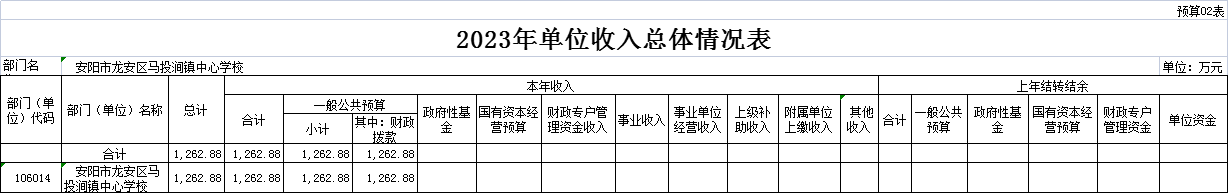 预算02表
2023年单位收入总体情况表
部门名 安阳市龙安区马投涧镇中心学校 单位：万元
部门（单位）代码 部门（单位）名称 总计 本年收入 上年结转结余
合计 一般公共预算 政府性基金 国有资本经营预算 财政专户管理资金收入 事业收入 事业单位经营收入 上级补助收入 附属单位上缴收入 其他收入 合计 一般公共预算 政府性基金 国有资本经营预算 财政专户管理资金 单位资金
小计 其中：财政拨款
合计 1,262.88 1,262.88 1,262.88 1,262.88
106014 安阳市龙安区马投涧镇中心学校 1,262.88 1,262.88 1,262.88 1,262.88